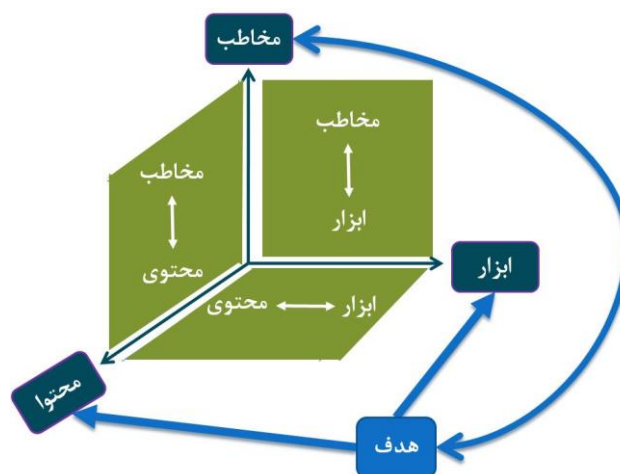 مخاطب
مخاطب
ابزار
مخاطب
محتوی
ابزار
ابزار
محتوی
محتوا
هدف